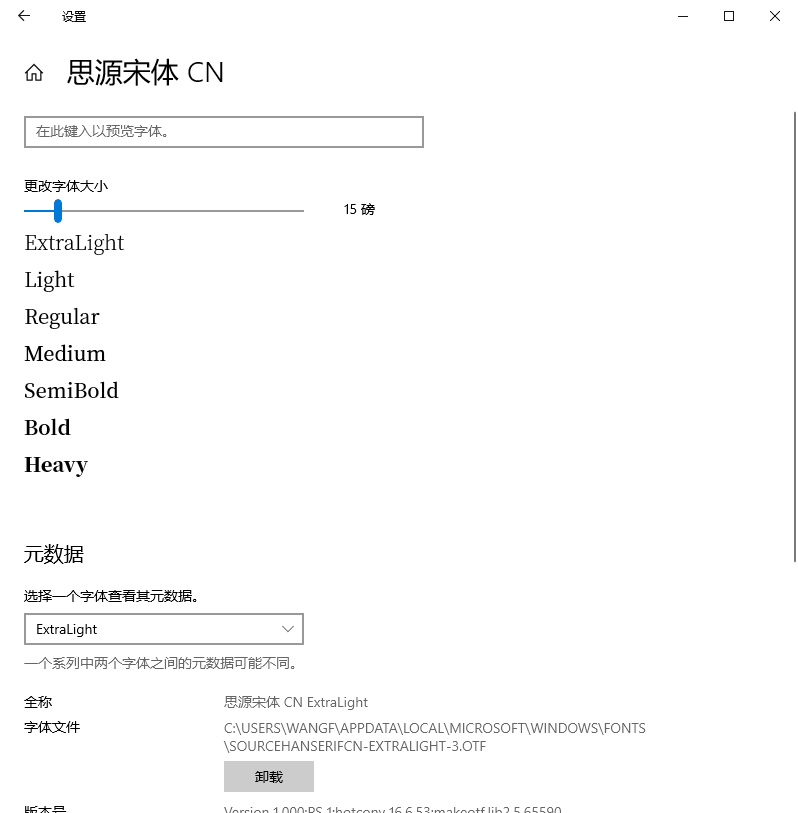 设置
思源宋体 CN
在此键入以预览字体。
更改字体大小
15 磅
ExtraLight
Light
Regular
Medium
SemiBold
Bold
Heavy
元数据
选择一个字体查看其元数据。
ExtraLight
一个系列中两个字体之间的元数据可能不同。
全称 思源宋体 CN ExtraLight
字体文件 C:\USERS\WANGF\APPDATA\LOCAL\MICROSOFT\WINDOWS\FONTS
\SOURCEHANSERIFCN-EXTRALIGHT-3.OTF
卸载
版本号 Version 1.000;PS 1;hotconv 16.6.53;makeotf.lib2.5.65590